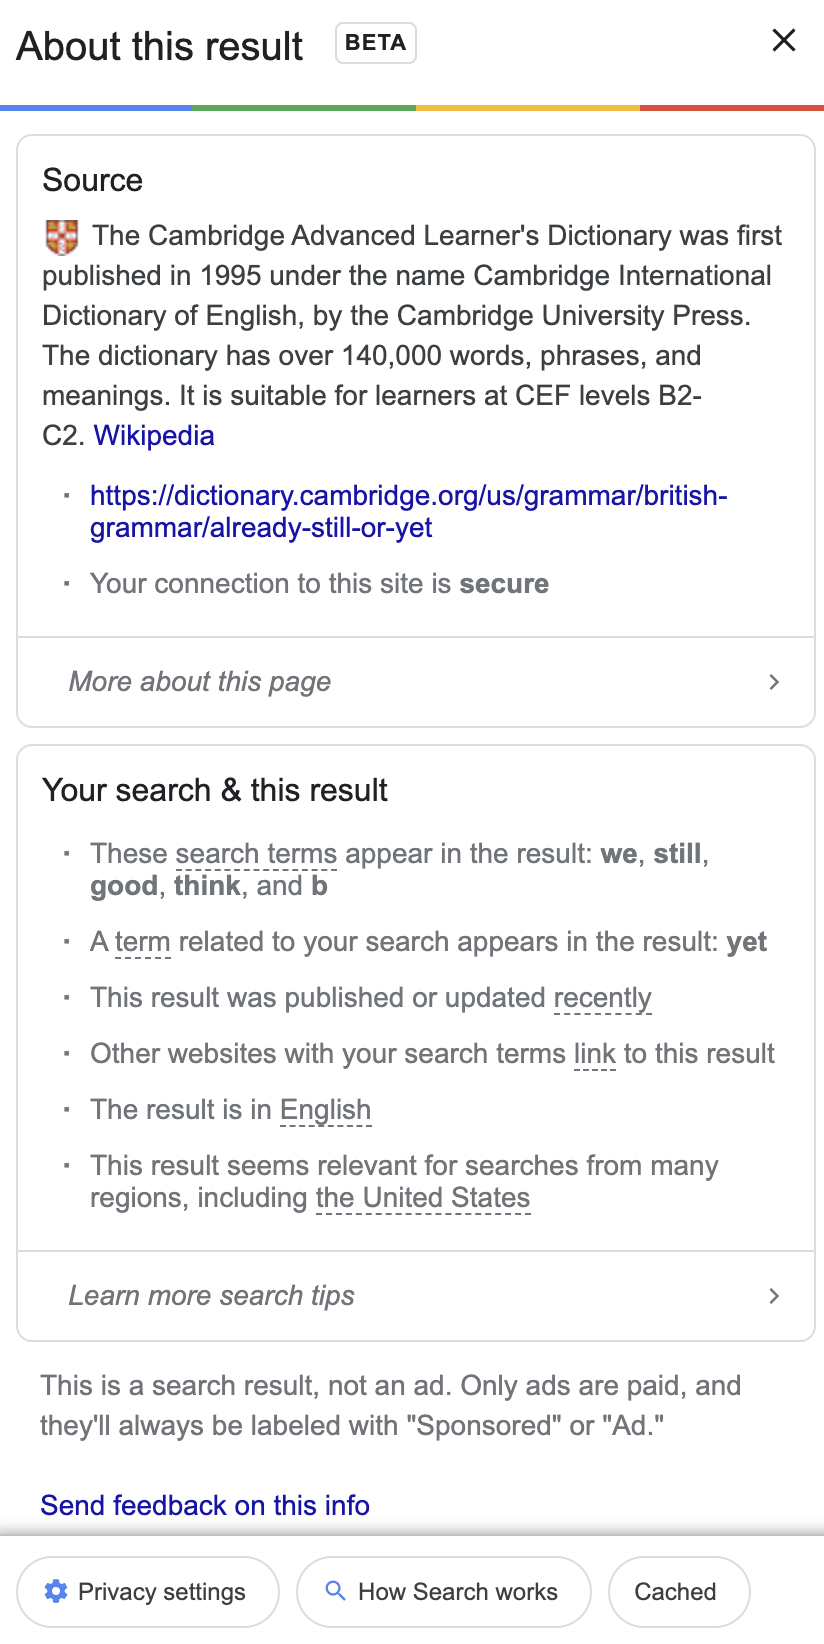 About this result BETA
Source
The Cambridge Advanced Learner's Dictionary was first
published in 1995 under the name Cambridge International
Dictionary of English, by the Cambridge University Press.
The dictionary has over 140,000 words, phrases, and
meanings. It is suitable for learners at CEF levels B2-
C2. Wikipedia
https://dictionary.cambridge.org/us/grammar/british-
grammar/already-still-or-yet
Your connection to this site is secure
More about this page
Your search & this result
These search terms appear in the result: we, still,
good, think, and b
A term related to your search appears in the result: yet
This result was published or updated recently
Other websites with your search terms link to this result
The result is in English
This result seems relevant for searches from many
regions, including the United States
Learn more search tips
This is a search result, not an ad. Only ads are paid, and
they'll always be labeled with "Sponsored" or "Ad."
Send feedback on this info
Privacy settings How Search works Cached